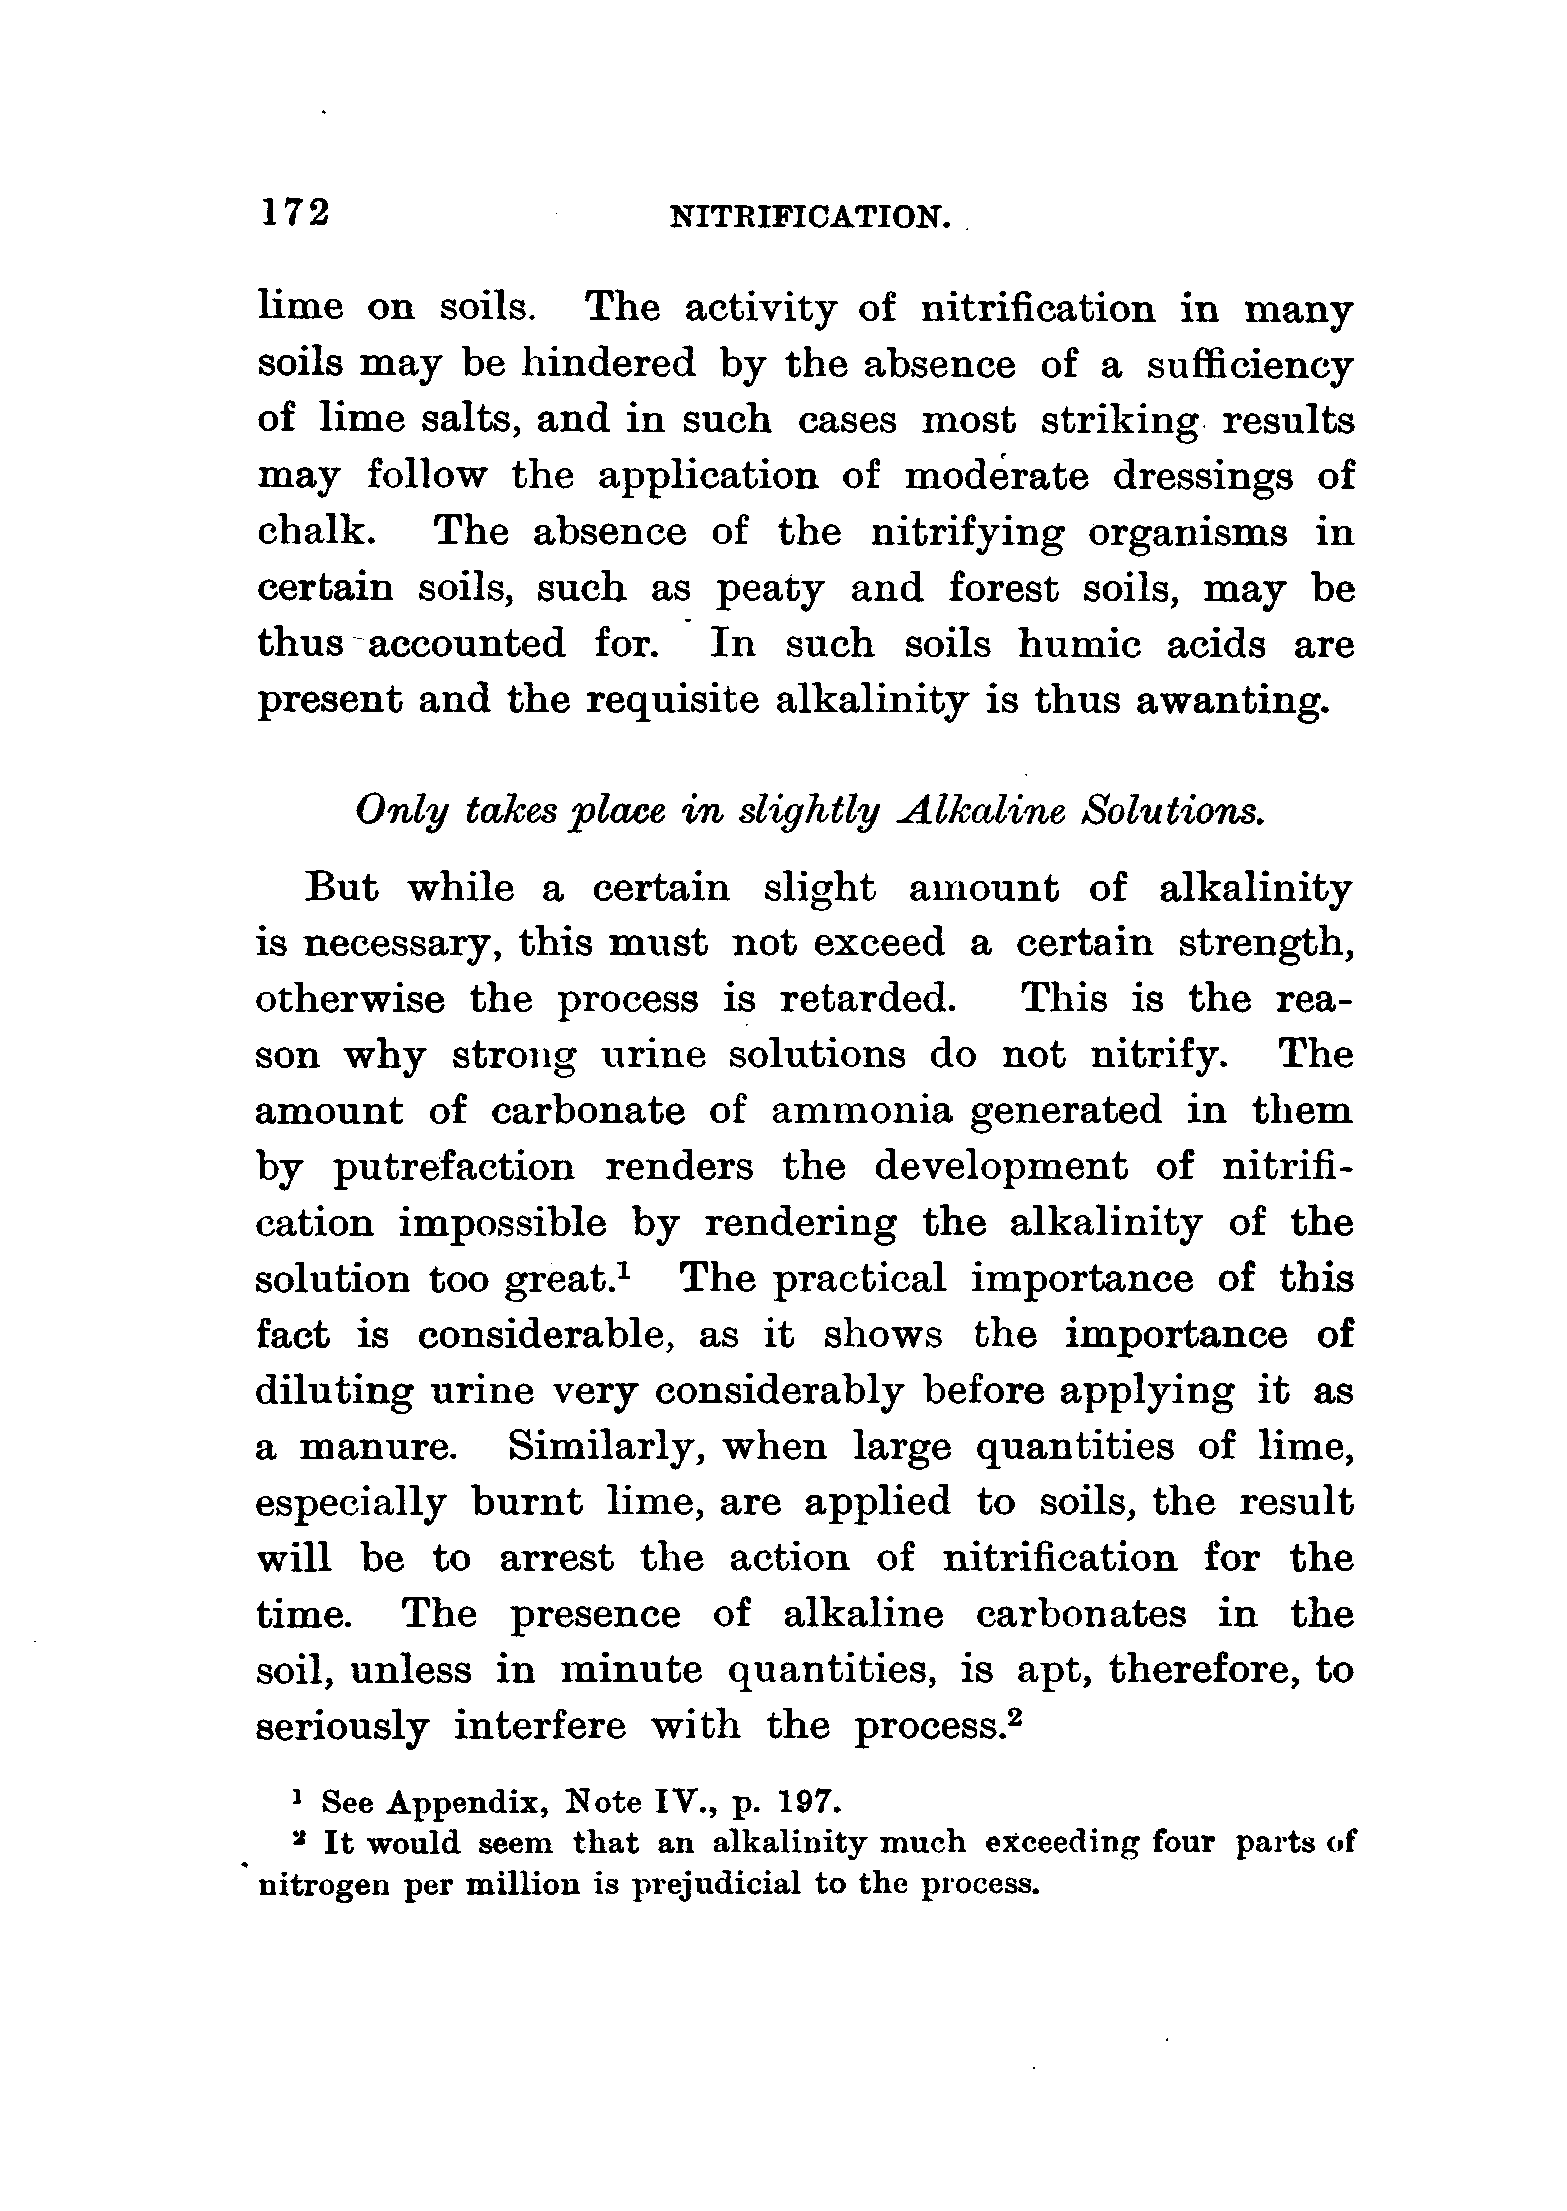 172 NITRIFICATION.
lime on soils. The activity of nitrification in many
soils may be hindered by the absence of a sufficiency
of lime salts, and in such cases most striking results
may follow the application of moderate dressings of
chalk. The absence of the nitrifying organisms in
certain soils, such as peaty and forest soils, may be
thus accounted for. In such soils humic acids are
present and the requisite alkalinity is thus awanting.
Only takes place in slightly Alkaline Solutions.
But while a certain slight amount of alkalinity
is necessary, this must not exceed a certain strength,
otherwise the process is retarded. This is the rea-
son why strong urine solutions do not nitrify. The
amount of carbonate of ammonia generated in them
by putrefaction renders the development of nitrifi-
cation impossible by rendering the alkalinity of the
solution too great.¹ The practical importance of this
fact is considerable, as it shows the importance of
diluting urine very considerably before applying it as
a manure. Similarly, when large quantities of lime,
especially burnt lime, are applied to soils, the result
will be to arrest the action of nitrification for the
time. The presence of alkaline carbonates in the
soil, unless in minute quantities, is apt, therefore, to
seriously interfere with the process.²
¹ See Appendix, Note IV., p. 197.
² It would seem that an alkalinity much exceeding four parts of
nitrogen per million is prejudicial to the process.